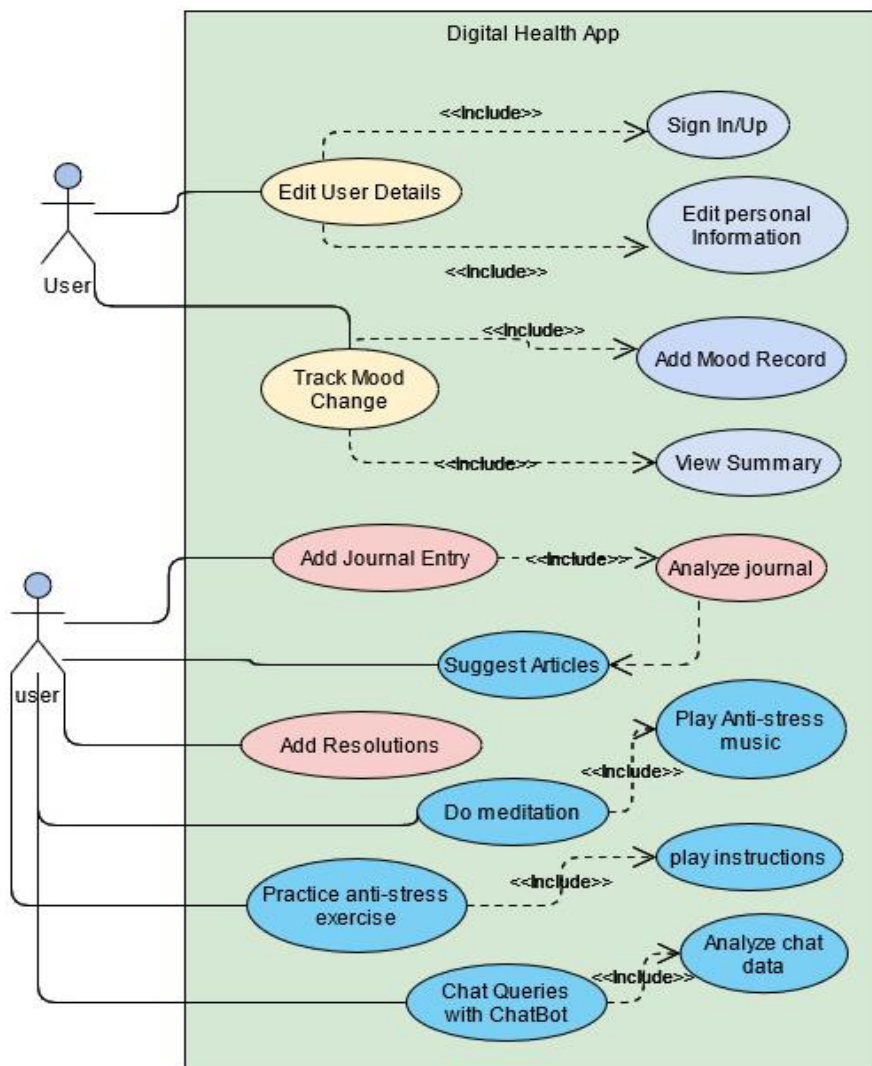 Digital Health App
<<Include>>
Sign In/Up
Edit User Details
Edit personal
Information
<<Include>>
User
<<Include>>
Add Mood Record
Track Mood
Change
<<Include>>
View Summary
Add Journal Entry
<<Include>>
Analyze journal
Suggest Articles
user
Play Anti-stress
music
Add Resolutions
<<Include>>
Do meditation
play instructions
<<Include>>
Practice anti-stress
exercise
Analyze chat
data
<<Include>>
Chat Queries
with ChatBot